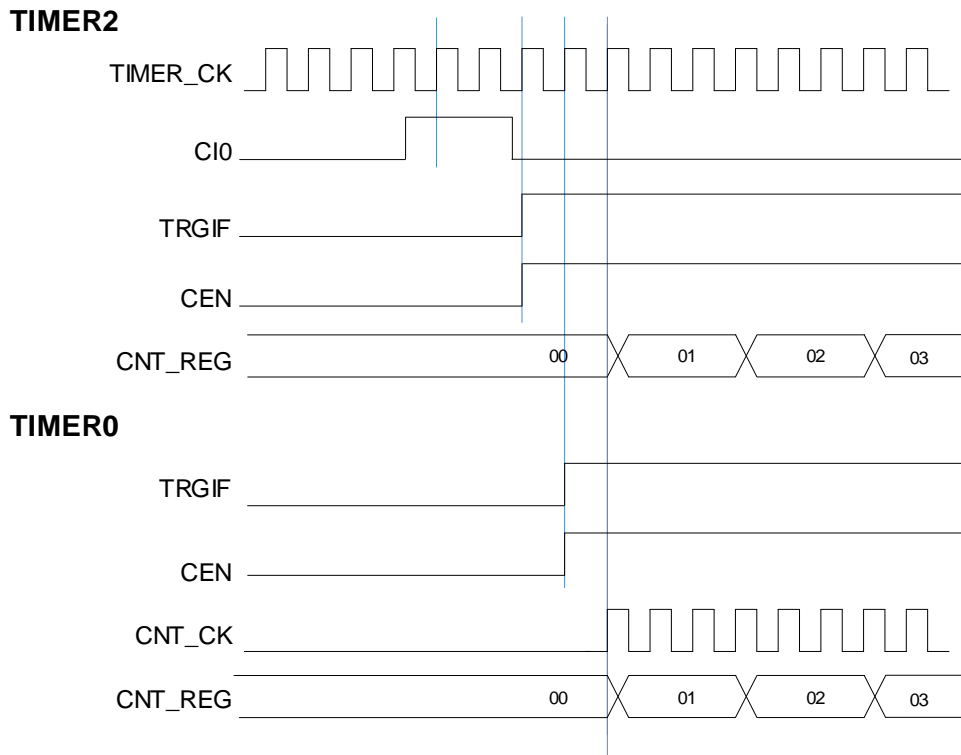 TIMER2
TIMER_CK
CI0
TRGIF
CEN
CNT_REG 00 01 02 03
TIMER0
TRGIF
CEN
CNT_CK
CNT_REG 00 01 02 03